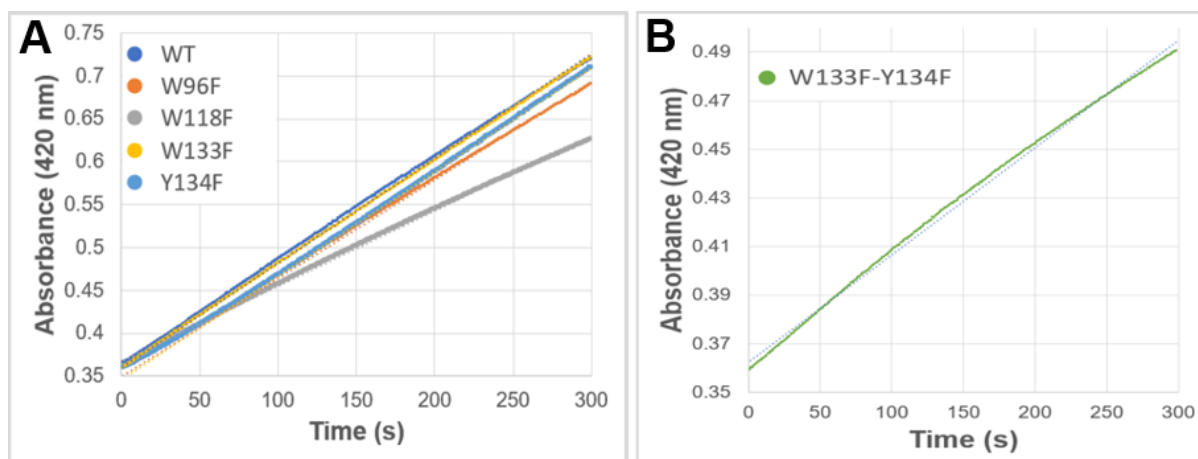 A
Absorbance (420 nm)
0.75
0.7
0.65
0.6
0.55
0.5
0.45
0.4
0.35
WT
W96F
W118F
W133F
Y134F
0 50 100 150 200 250 300
Time (s)
B
Absorbance (420 nm)
0.49
0.47
0.45
0.43
0.41
0.39
0.37
0.35
W133F-Y134F
0 50 100 150 200 250 300
Time (s)